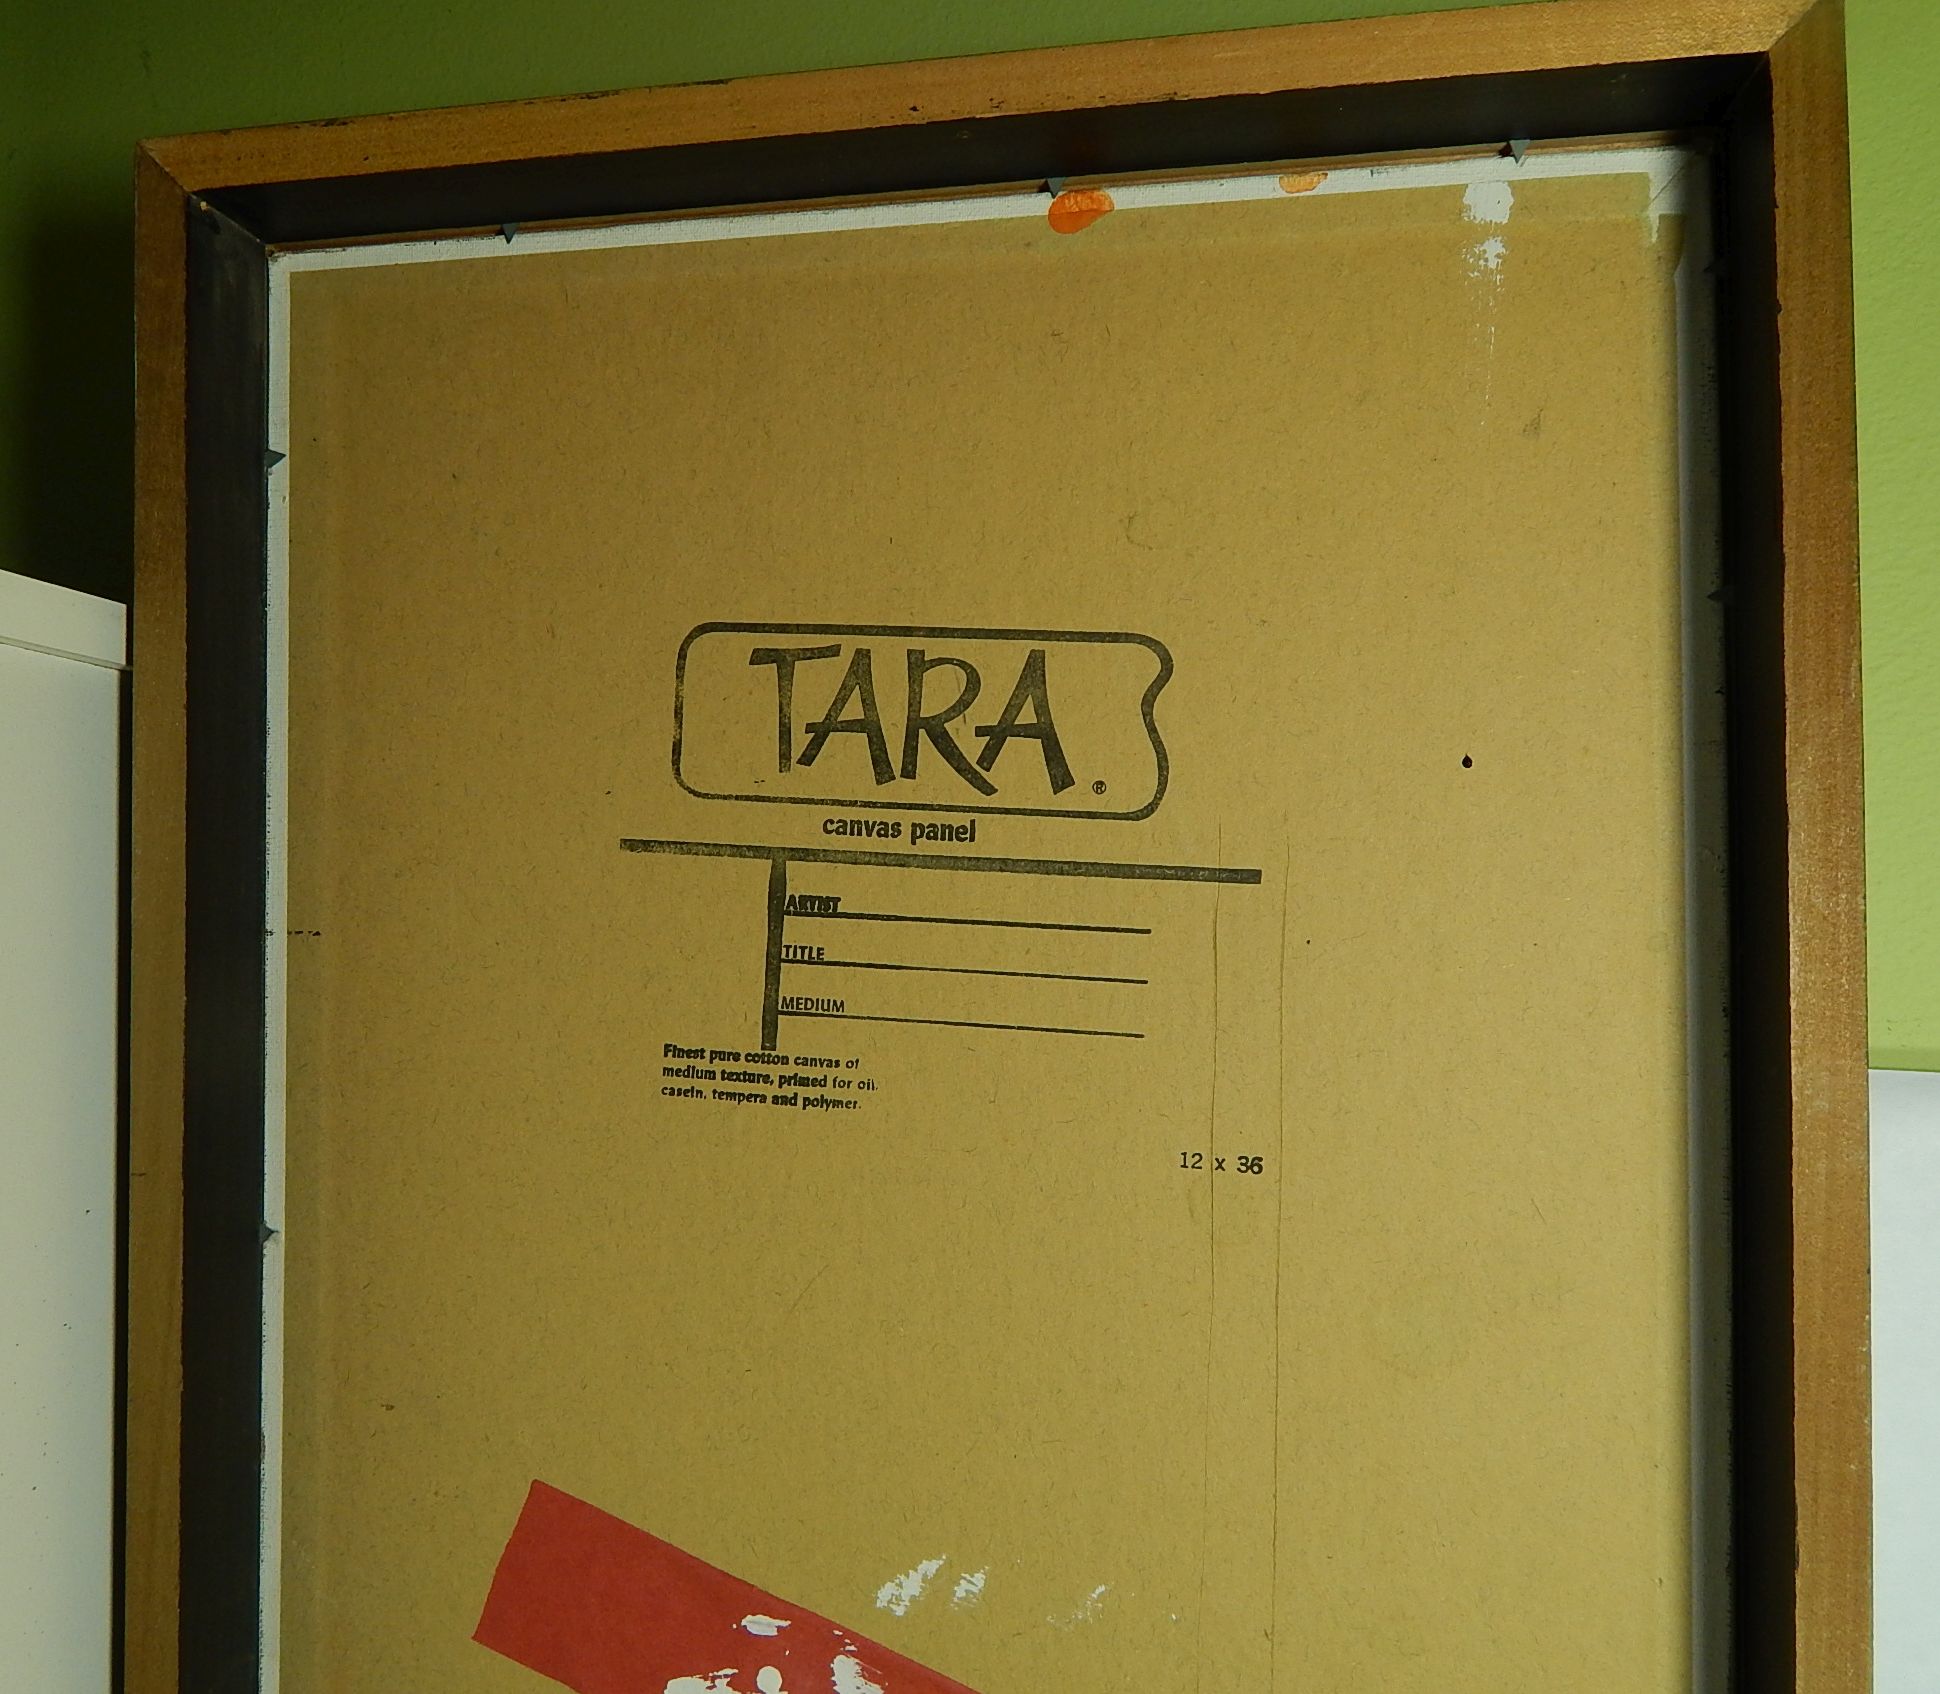 TARA ®
canvas panel
ARTIST
TITLE
MEDIUM
Finest pure cotton canvas of
medium texture, primed for oil,
casein, tempera and polymer.
12 x 36